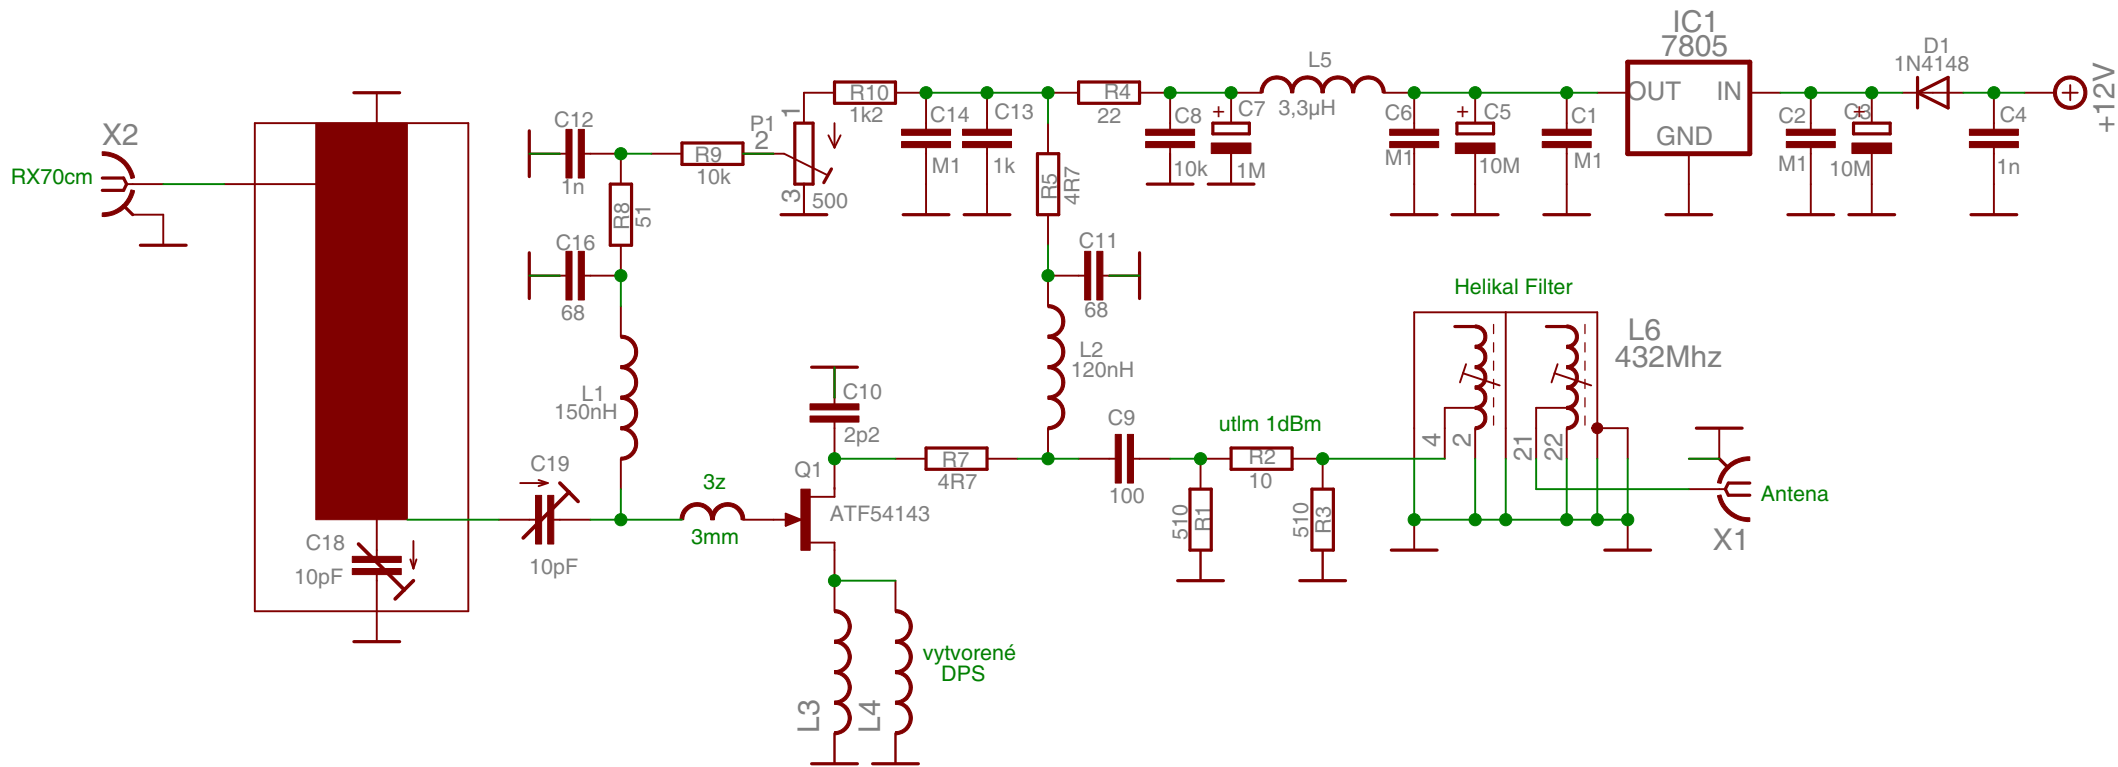 IC1
7805
OUT
IN
GND
D1
1N4148
+12V
C4
1n
C3
+
10M
C2
M1
C1
M1
C5
+
10M
C6
M1
L5
3,3µH
C7
+
1M
C8
10k
R4
22
C13
1k
C14
M1
R10
1k2
P1
1
2
3
500
R9
10k
C12
1n
R8
51
C16
68
R5
4R7
C11
68
X2
RX70cm
L1
150nH
L2
120nH
C10
2p2
C9
100
R7
4R7
Q1
ATF54143
C19
10pF
3z
3mm
C18
10pF
utlm 1dBm
R2
10
R1
510
R3
510
Helikal Filter
L6
432Mhz
4
2
21
22
Antena
X1
L3
L4
vytvorené
DPS